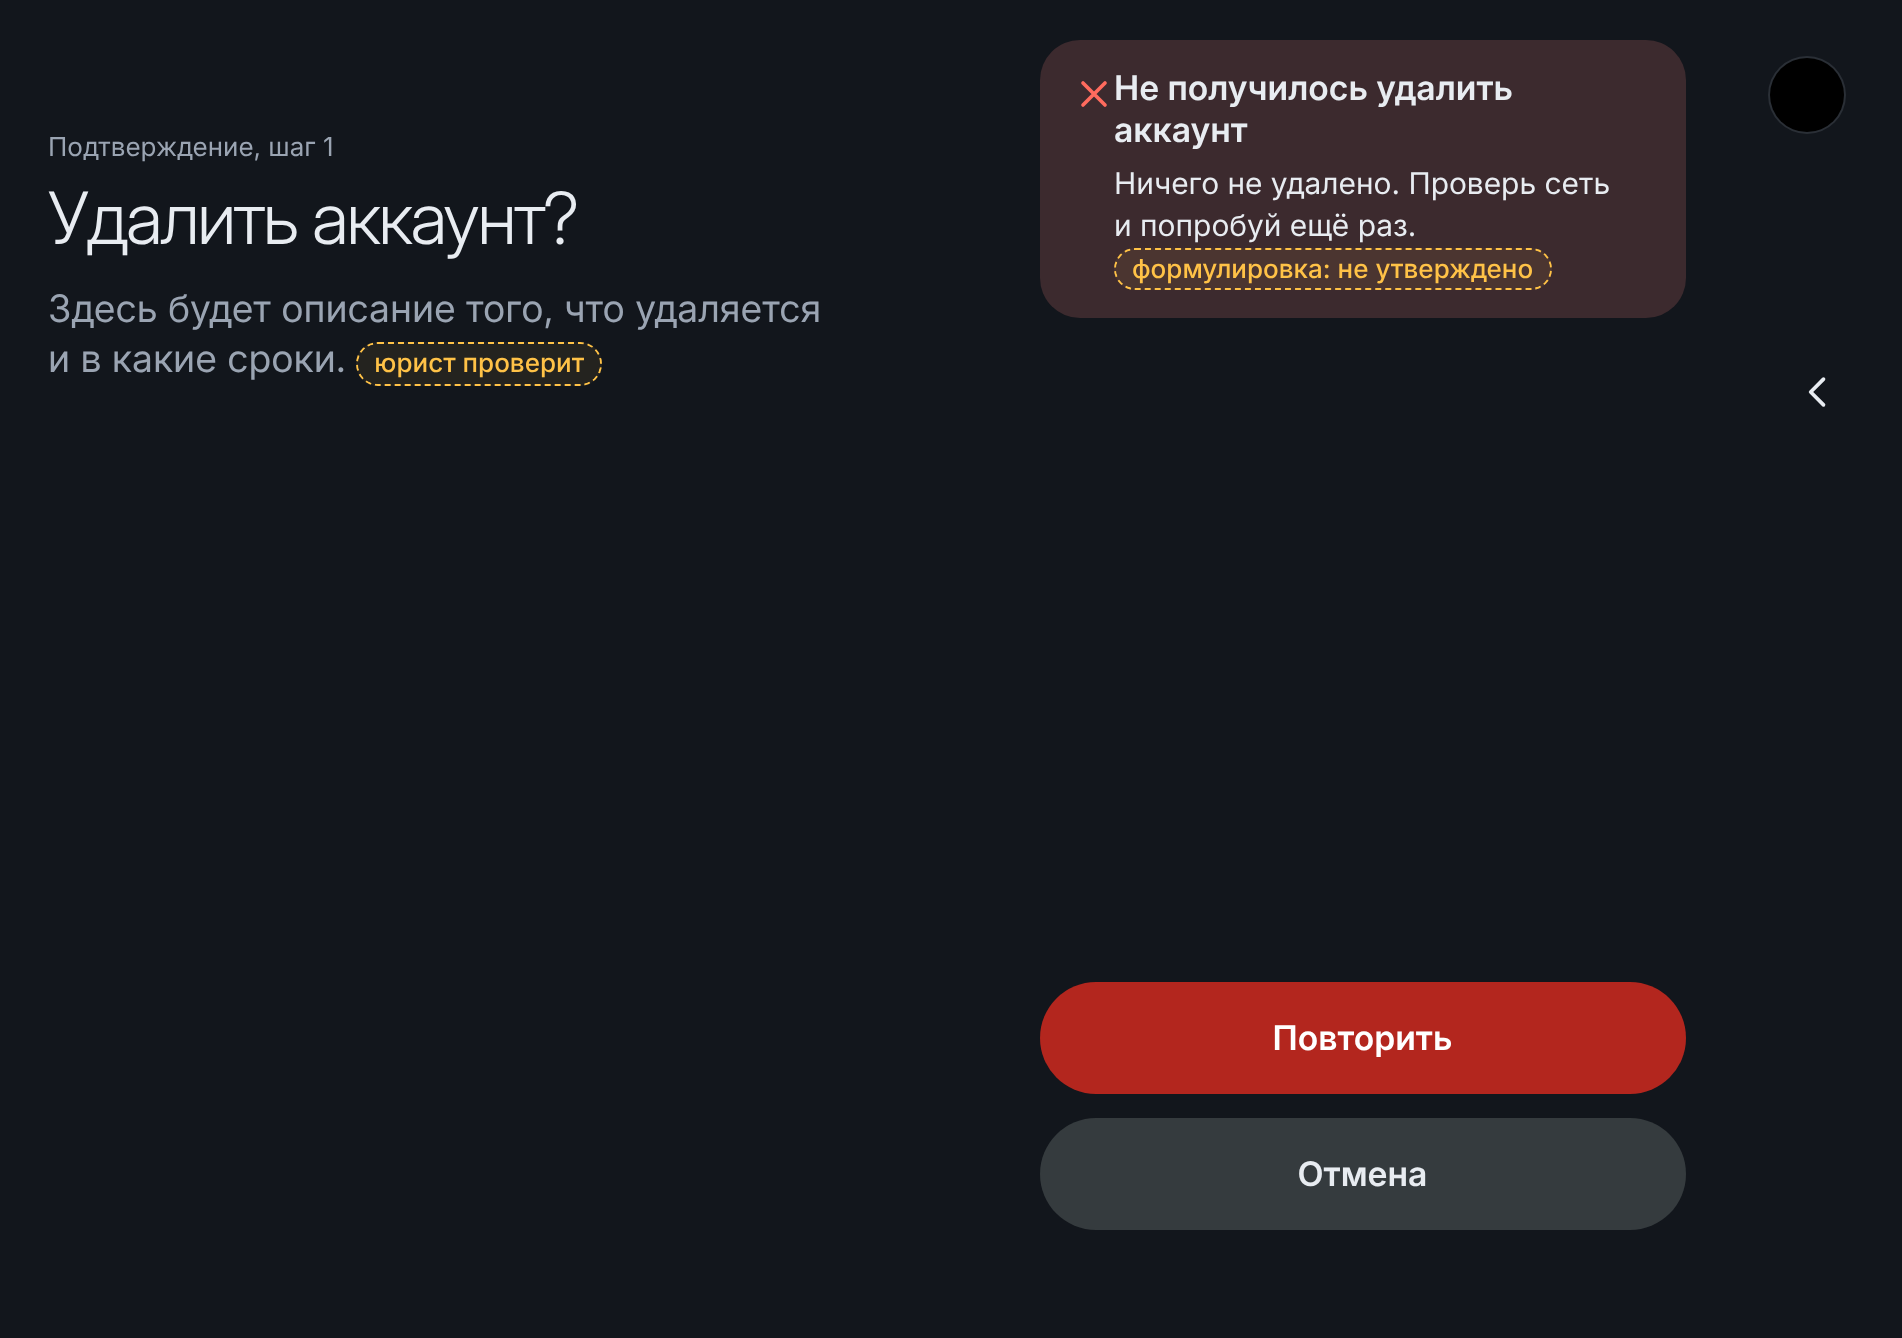 Подтверждение, шаг 1
Удалить аккаунт?
Здесь будет описание того, что удаляется
и в какие сроки. юрист проверит
Не получилось удалить
аккаунт
Ничего не удалено. Проверь сеть
и попробуй ещё раз.
формулировка: не утверждено
Повторить
Отмена